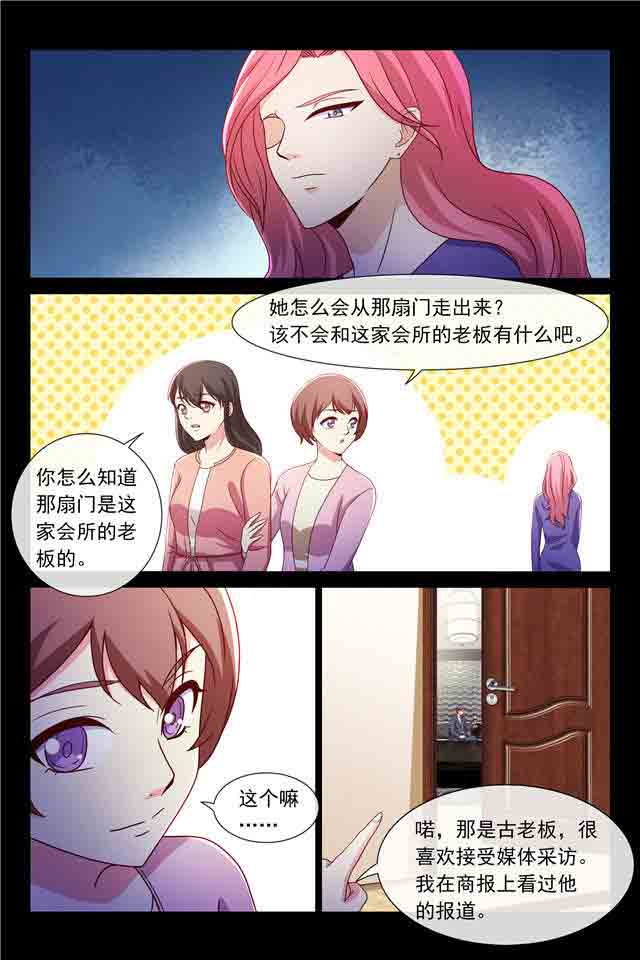 她怎么会从那扇门走出来？
该不会和这家会所的老板有什么吧。
你怎么知道
那扇门是这
家会所的老
板的。
这个嘛
……
喏，那是古老板，很
喜欢接受媒体采访。
我在商报上看过他
的报道。